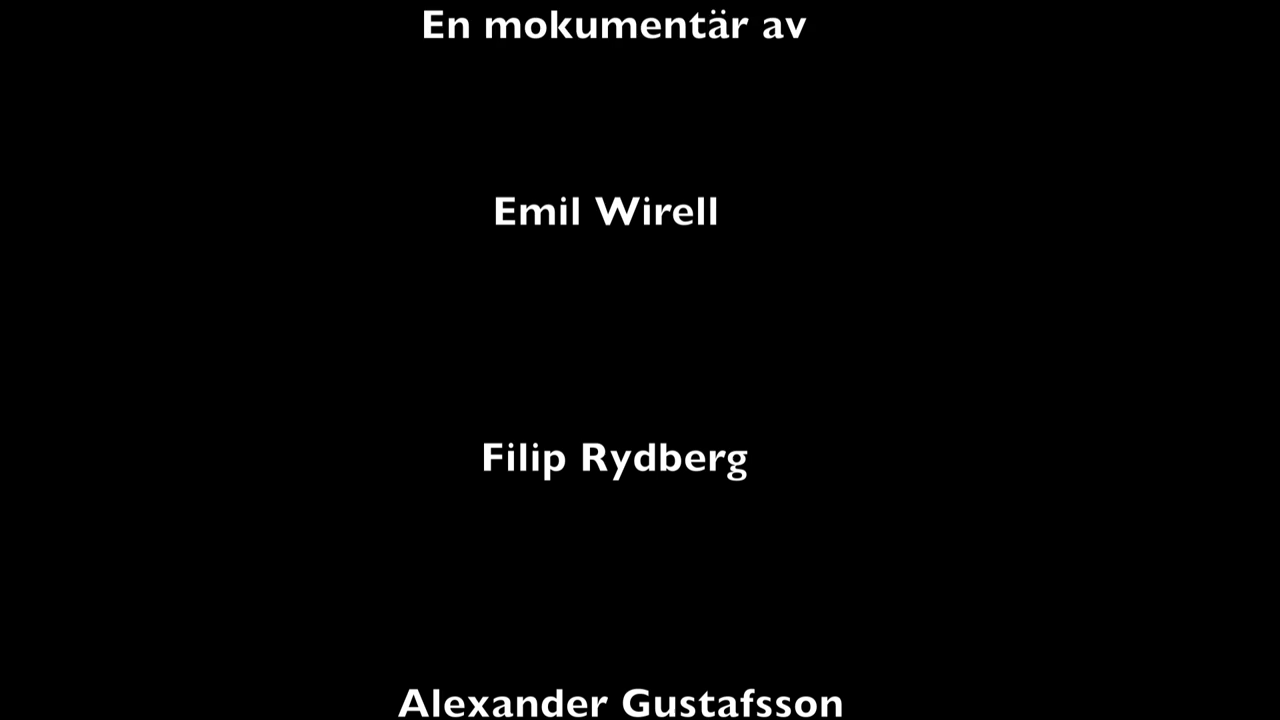 En mokumentär av
Emil Wirell
Filip Rydberg
Alexander Gustafsson